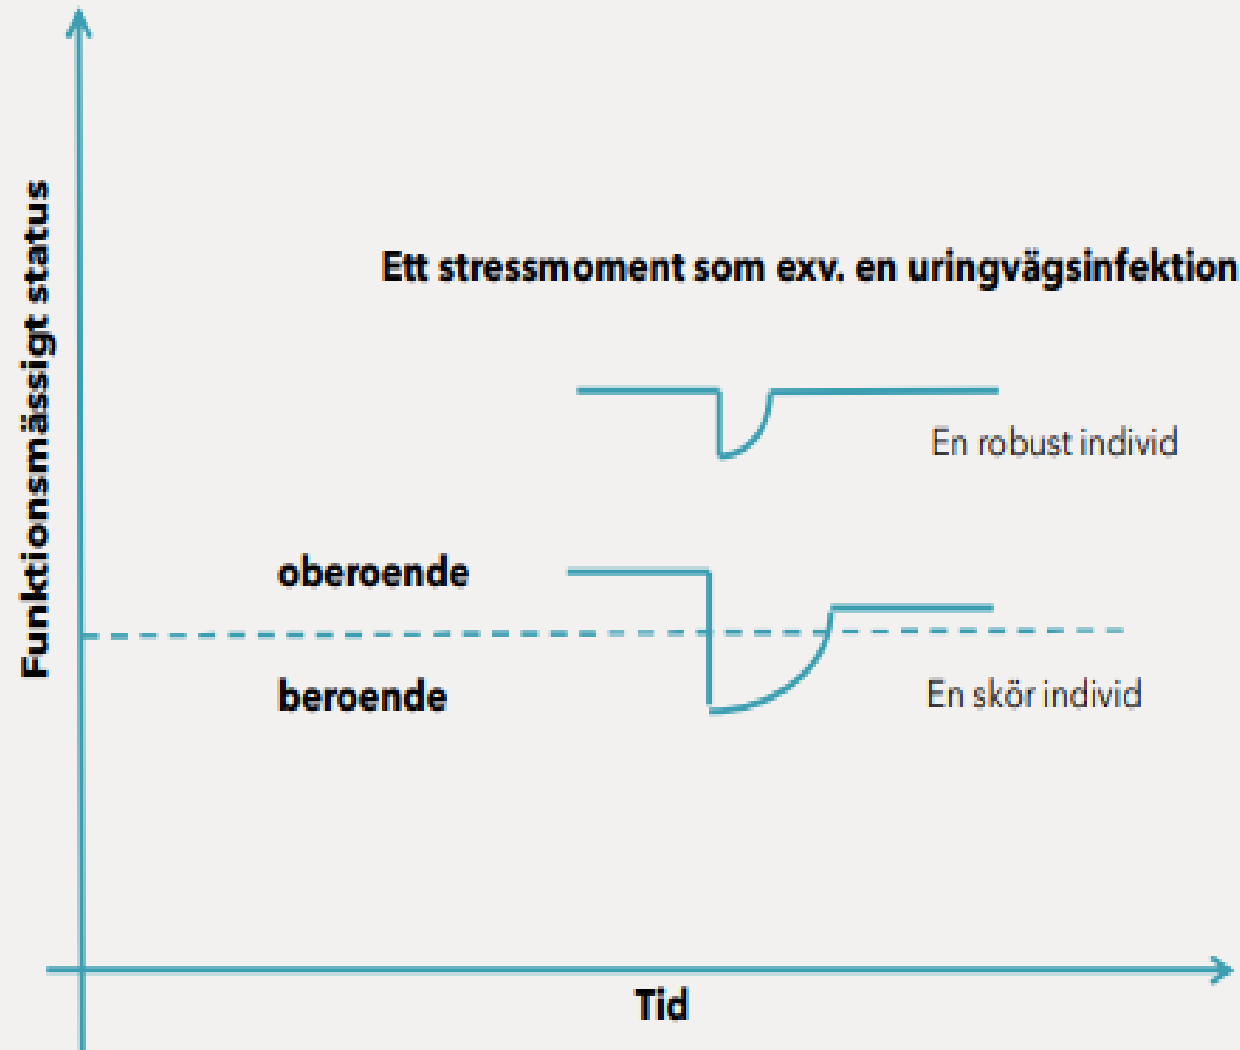 Funktionsmässigt status
Ett stressmoment som exv. en uringvägsinfektion
En robust individ
oberoende
beroende
En skör individ
Tid